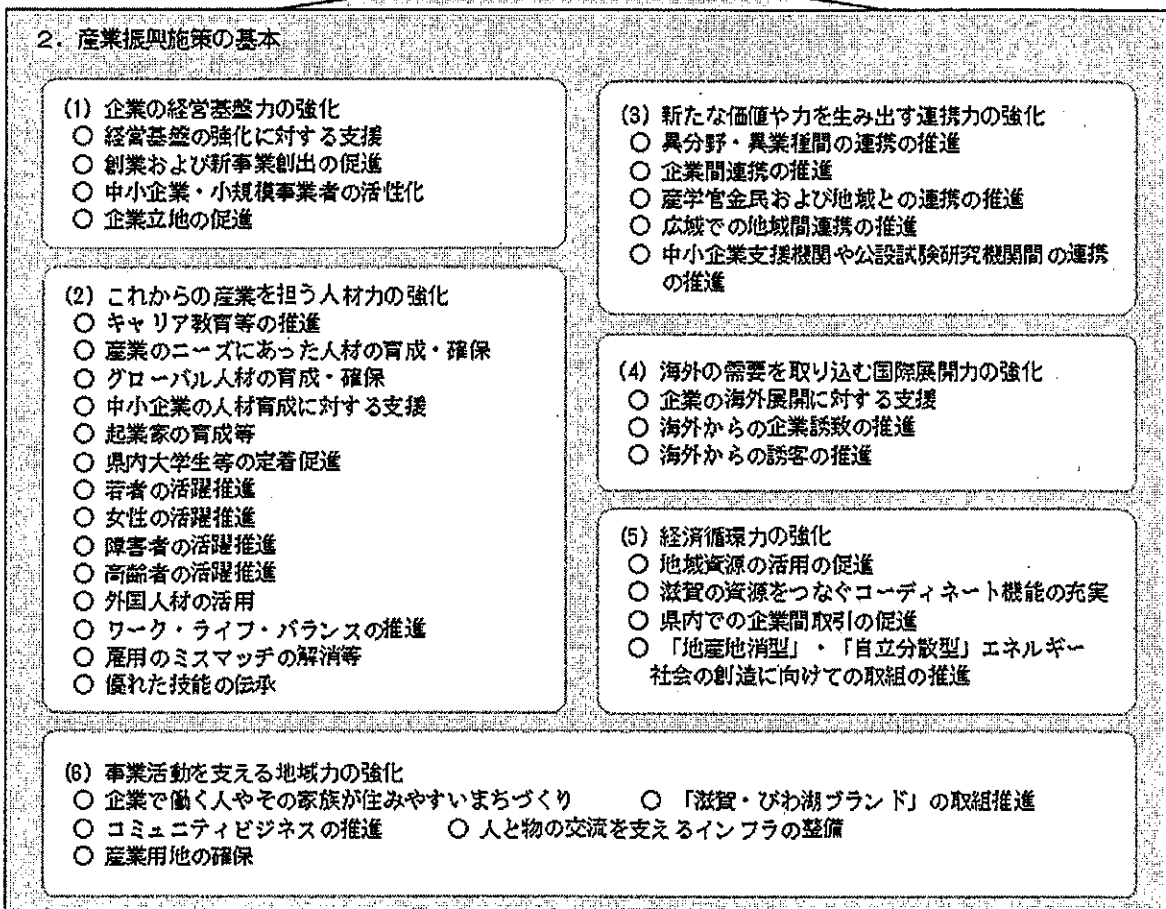 2．産業振興施策の基本
(1) 企業の経営基盤力の強化
○ 経営基盤の強化に対する支援
○ 創業および新事業創出の促進
○ 中小企業・小規模事業者の活性化
○ 企業立地の促進
(2) これからの産業を担う人材力の強化
○ キャリア教育等の推進
○ 産業のニーズにあった人材の育成・確保
○ グローバル人材の育成・確保
○ 中小企業の人材育成に対する支援
○ 起業家の育成等
○ 県内大学生等の定着促進
○ 若者の活躍推進
○ 女性の活躍推進
○ 障害者の活躍推進
○ 高齢者の活躍推進
○ 外国人材の活用
○ ワーク・ライフ・バランスの推進
○ 雇用のミスマッチの解消等
○ 優れた技能の伝承
(3) 新たな価値や力を生み出す連携力の強化
○ 異分野・異業種間の連携の推進
○ 企業間連携の推進
○ 産学官金民および地域との連携の推進
○ 広域での地域間連携の推進
○ 中小企業支援機関や公設試験研究機関間の連携
の推進
(4) 海外の需要を取り込む国際展開力の強化
○ 企業の海外展開に対する支援
○ 海外からの企業誘致の推進
○ 海外からの誘客の推進
(5) 経済循環力の強化
○ 地域資源の活用の促進
○ 滋賀の資源をつなぐコーディネート機能の充実
○ 県内での企業間取引の促進
○ 「地産地消型」・「自立分散型」エネルギー
社会の創造に向けての取組の推進
(6) 事業活動を支える地域力の強化
○ 企業で働く人やその家族が住みやすいまちづくり ○ 「滋賀・びわ湖ブランド」の取組推進
○ コミュニティビジネスの推進 ○ 人と物の交流を支えるインフラの整備
○ 産業用地の確保